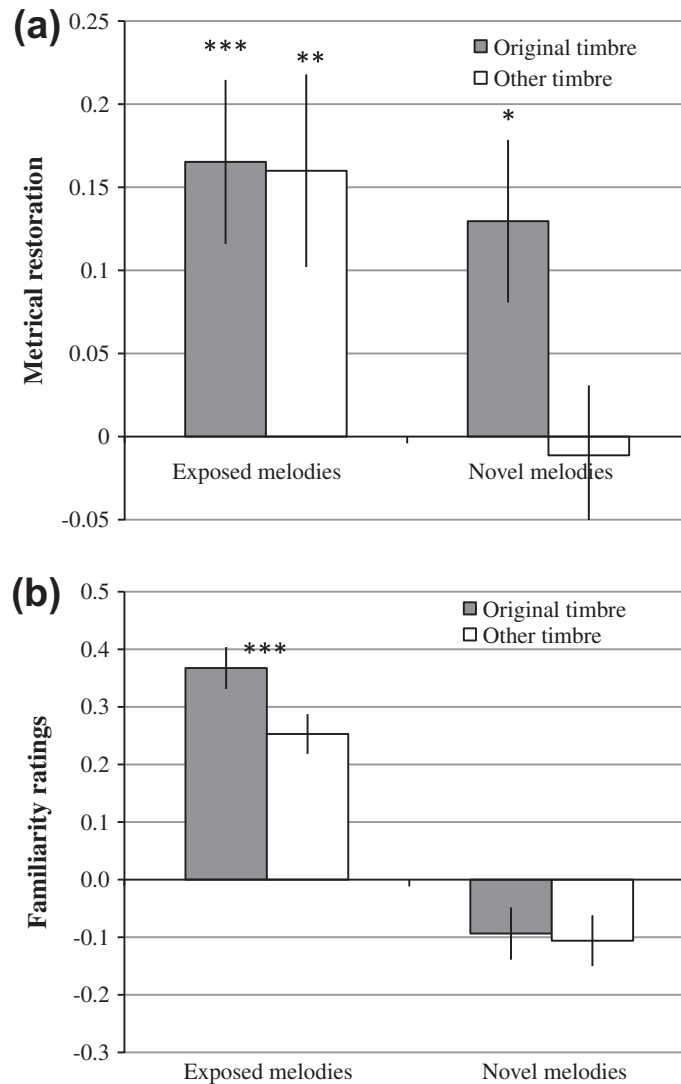 (a)
0.25
0.2
0.15
0.1
0.05
0
-0.05
Metrical restoration
*** ** *
Original timbre
Other timbre
Exposed melodies Novel melodies
(b)
0.5
0.4
0.3
0.2
0.1
0.0
-0.1
-0.2
-0.3
Familiarity ratings
***
Original timbre
Other timbre
Exposed melodies Novel melodies